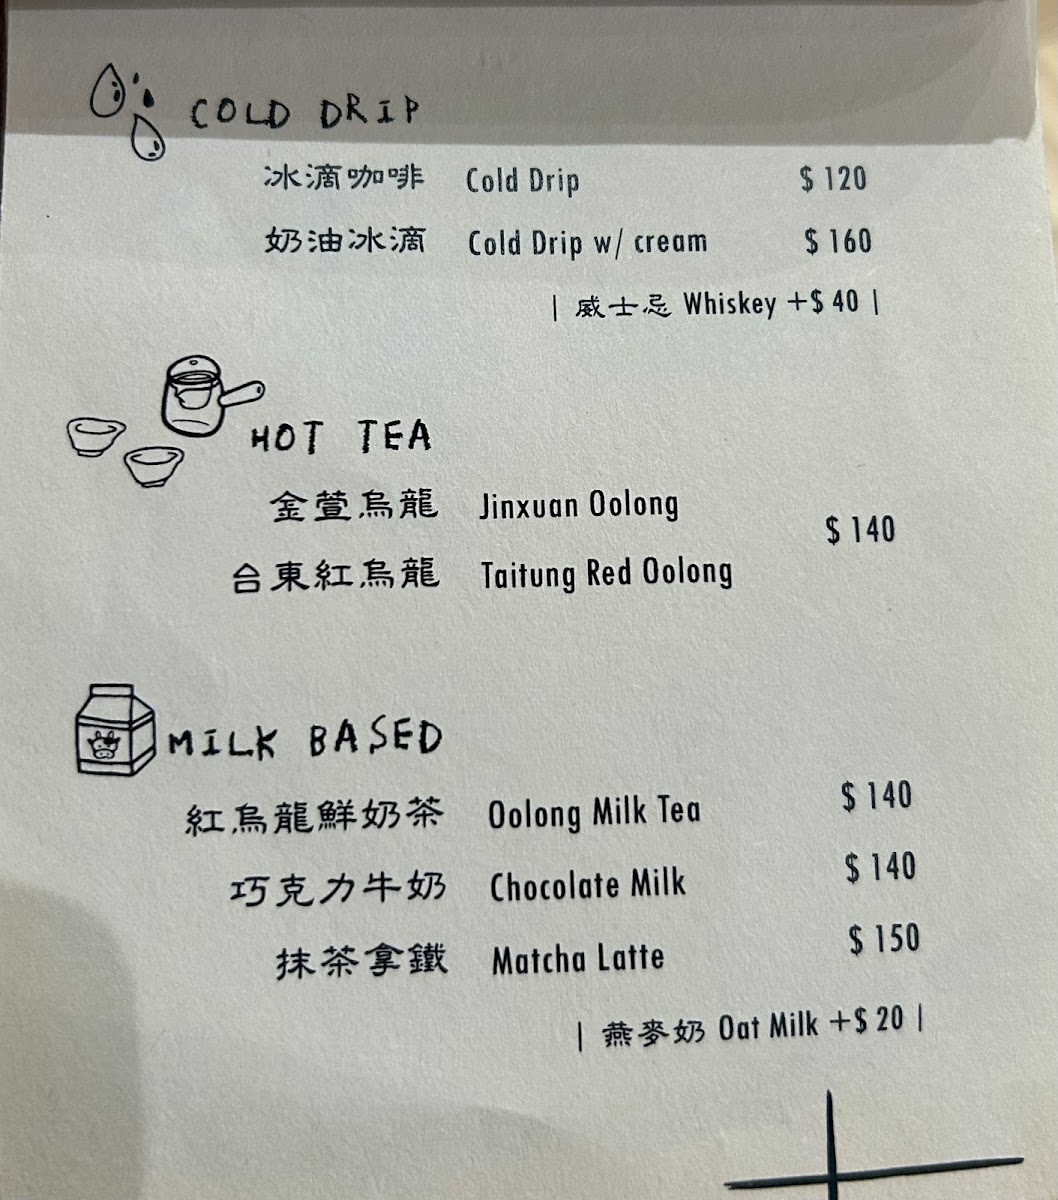 COLD DRIP
冰滴咖啡 Cold Drip $ 120
奶油冰滴 Cold Drip w/ cream $ 160
| 威士忌 Whiskey +$ 40 |
HOT TEA
金萱烏龍 Jinxuan Oolong
$ 140
台東紅烏龍 Taitung Red Oolong
MILK BASED
紅烏龍鮮奶茶 Oolong Milk Tea $ 140
巧克力牛奶 Chocolate Milk $ 140
抹茶拿鐵 Matcha Latte $ 150
| 燕麥奶 Oat Milk +$ 20 |